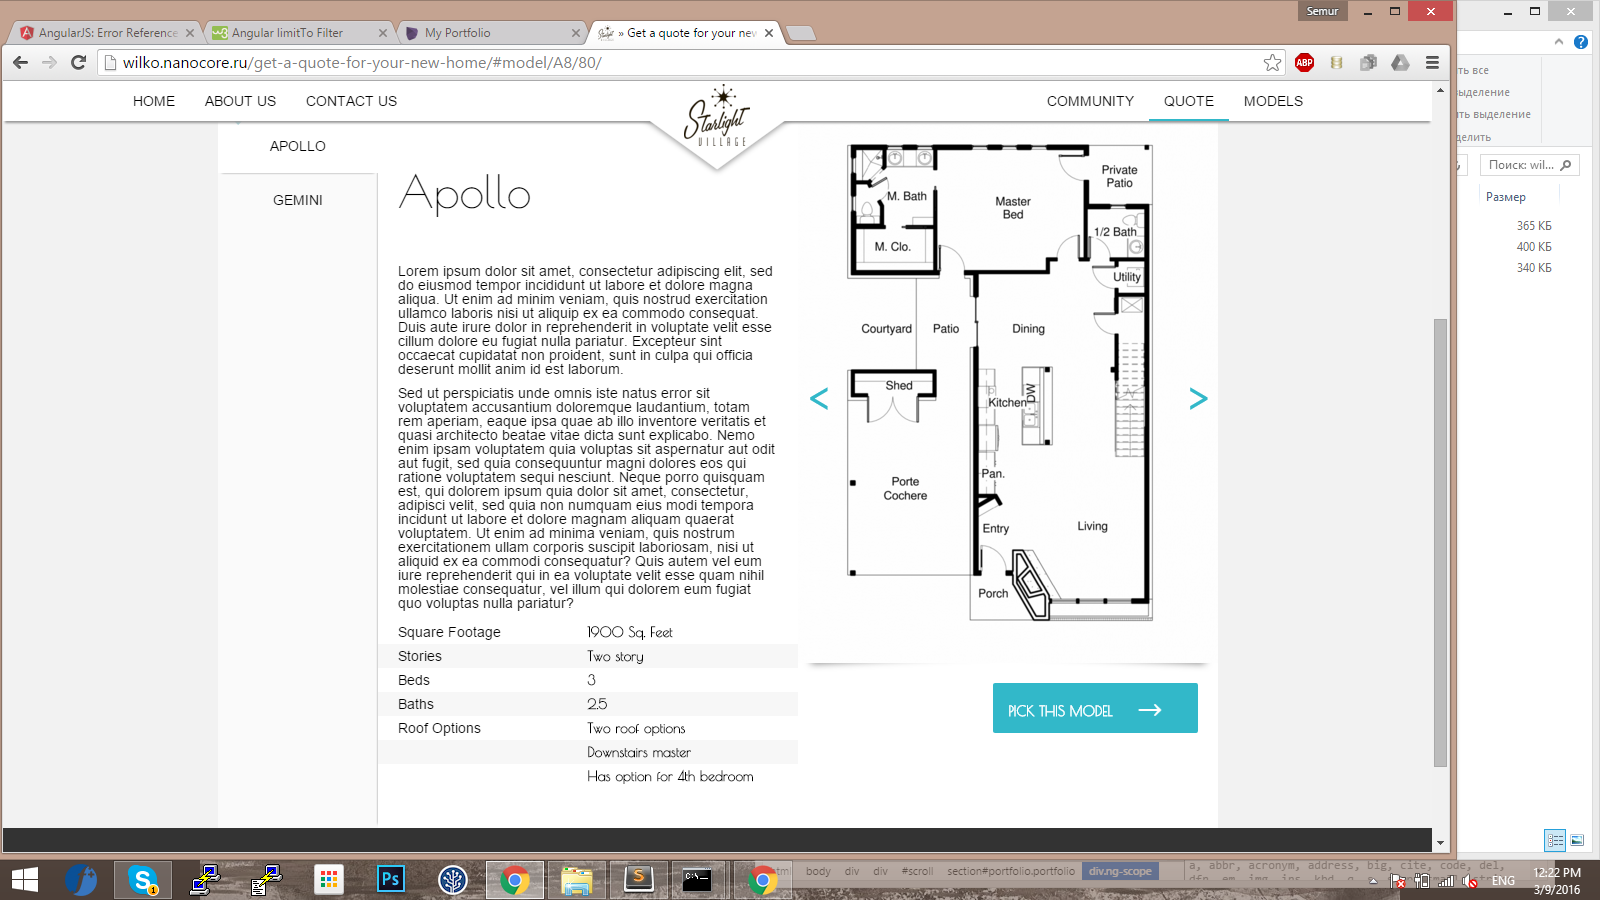 Semur
AngularJS: Error Reference
Angular limitTo Filter
My Portfolio
» Get a quote for your new
wilko.nanocore.ru/get-a-quote-for-your-new-home/#model/A8/80/
ABP
HOME
ABOUT US
CONTACT US
Starlight
VILLAGE
COMMUNITY
QUOTE
MODELS
APOLLO
GEMINI
Apollo
Lorem ipsum dolor sit amet, consectetur adipiscing elit, sed
do eiusmod tempor incididunt ut labore et dolore magna
aliqua. Ut enim ad minim veniam, quis nostrud exercitation
ullamco laboris nisi ut aliquip ex ea commodo consequat.
Duis aute irure dolor in reprehenderit in voluptate velit esse
cillum dolore eu fugiat nulla pariatur. Excepteur sint
occaecat cupidatat non proident, sunt in culpa qui officia
deserunt mollit anim id est laborum.
Sed ut perspiciatis unde omnis iste natus error sit
voluptatem accusantium doloremque laudantium, totam
rem aperiam, eaque ipsa quae ab illo inventore veritatis et
quasi architecto beatae vitae dicta sunt explicabo. Nemo
enim ipsam voluptatem quia voluptas sit aspernatur aut odit
aut fugit, sed quia consequuntur magni dolores eos qui
ratione voluptatem sequi nesciunt. Neque porro quisquam
est, qui dolorem ipsum quia dolor sit amet, consectetur,
adipisci velit, sed quia non numquam eius modi tempora
incidunt ut labore et dolore magnam aliquam quaerat
voluptatem. Ut enim ad minima veniam, quis nostrum
exercitationem ullam corporis suscipit laboriosam, nisi ut
aliquid ex ea commodi consequatur? Quis autem vel eum
iure reprehenderit qui in ea voluptate velit esse quam nihil
molestiae consequatur, vel illum qui dolorem eum fugiat
quo voluptas nulla pariatur?
Square Footage 1900 Sq. Feet
Stories Two story
Beds 3
Baths 2.5
Roof Options Two roof options
Downstairs master
Has option for 4th bedroom
Private
Patio
M. Bath
Master
Bed
1/2 Bath
M. Clo.
Utility
Courtyard
Patio
Dining
Shed
Kitchen
DW
Pan.
Porte
Cochere
Entry
Living
Porch
<
>
PICK THIS MODEL
ть все
выделение
ить выделение
делить
Поиск: wil...
Размер
365 КБ
400 КБ
340 КБ
body div div #scroll section#portfolio.portfolio div.ng-scope
a, abbr, acronym, address, big, cite, code, del,
Ps
S
1
C:\
ENG
12:22 PM
3/9/2016